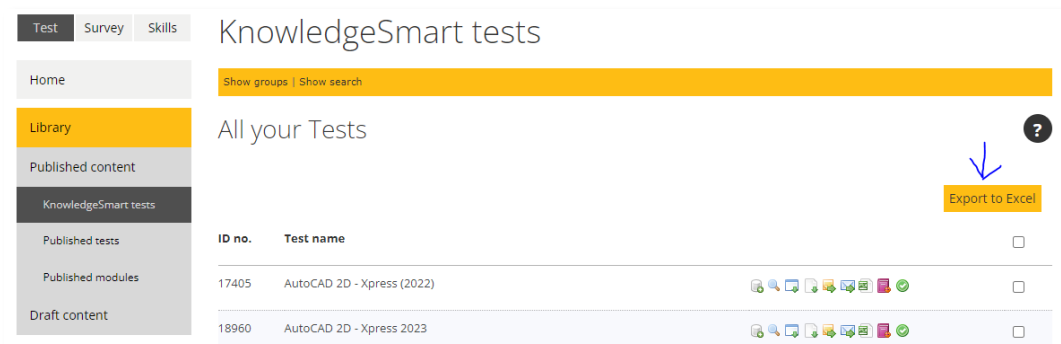 Test Survey Skills
KnowledgeSmart tests
Home
Show groups | Show search
Library
All your Tests
?
Published content
Export to Excel
KnowledgeSmart tests
ID no. Test name
Published tests
Published modules
17405 AutoCAD 2D - Xpress (2022)
Draft content
18960 AutoCAD 2D - Xpress 2023